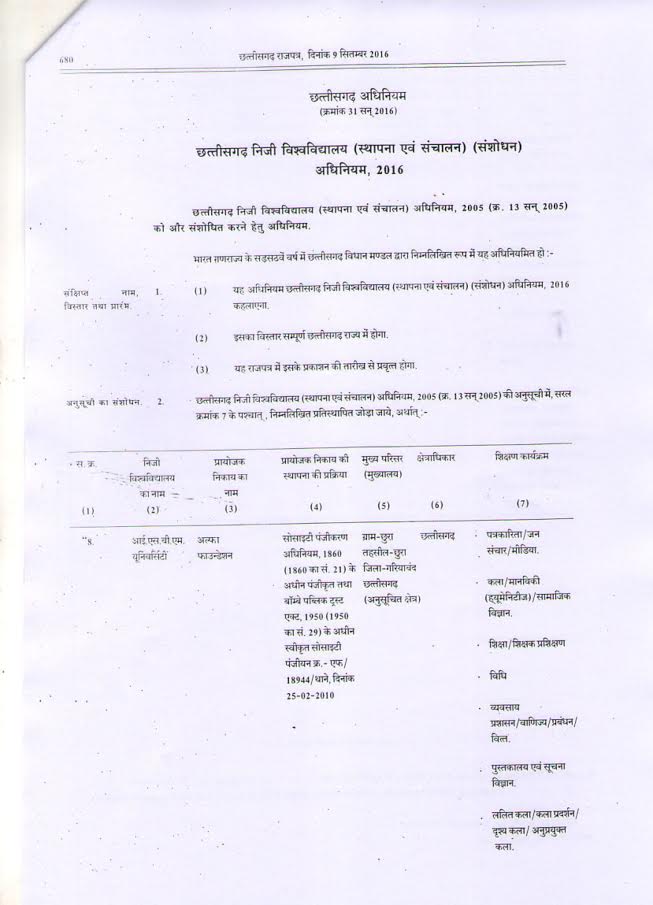 680
छत्तीसगढ़ राजपत्र, दिनांक 9 सितम्बर 2016
छत्तीसगढ़ अधिनियम
(क्रमांक 31 सन् 2016)
छत्तीसगढ़ निजी विश्वविद्यालय (स्थापना एवं संचालन) (संशोधन)
अधिनियम, 2016
छत्तीसगढ़ निजी विश्वविद्यालय (स्थापना एवं संचालन) अधिनियम, 2005 (क्र. 13 सन् 2005)
को और संशोधित करने हेतु अधिनियम.
भारत गणराज्य के सड़सठवें वर्ष में छत्तीसगढ़ विधान मण्डल द्वारा निम्नलिखित रूप में यह अधिनियमित हो :-
संक्षिप्त नाम, 1. (1) यह अधिनियम छत्तीसगढ़ निजी विश्वविद्यालय (स्थापना एवं संचालन) (संशोधन) अधिनियम, 2016
विस्तार तथा प्रारंभ. कहलाएगा.
(2) इसका विस्तार सम्पूर्ण छत्तीसगढ़ राज्य में होगा.
(3) यह राजपत्र में इसके प्रकाशन की तारीख से प्रवृत्त होगा.
अनुसूची का संशोधन. 2. छत्तीसगढ़ निजी विश्वविद्यालय (स्थापना एवं संचालन) अधिनियम, 2005 (क्र. 13 सन् 2005) की अनुसूची में, सरल
क्रमांक 7 के पश्चात्, निम्नलिखित प्रतिस्थापित जोड़ा जाये, अर्थात् :-
स. क्र. निजी प्रायोजक प्रायोजक निकाय की मुख्य परिसर क्षेत्राधिकार शिक्षण कार्यक्रम
विश्वविद्यालय निकाय का स्थापना की प्रक्रिया (मुख्यालय)
का नाम नाम
(1) (2) (3) (4) (5) (6) (7)
"8. आई.एस.बी.एम. अल्फा सोसाइटी पंजीकरण ग्राम-छुरा छत्तीसगढ़ पत्रकारिता/जन
यूनिवर्सिटी फाउन्डेशन अधिनियम, 1860 तहसील-छुरा संचार/मीडिया.
(1860 का सं. 21) के जिला-गरियाबंद
अधीन पंजीकृत तथा छत्तीसगढ़ कला/मानविकी
बॉम्बे पब्लिक ट्रस्ट (अनुसूचित क्षेत्र) (ह्यूमेनिटीज)/सामाजिक
एक्ट, 1950 (1950 विज्ञान.
का सं. 29) के अधीन
स्वीकृत सोसाइटी शिक्षा/शिक्षक प्रशिक्षण
पंजीयन क्र.- एफ/
18944/थाने, दिनांक विधि
25-02-2010
व्यवसाय
प्रशासन/वाणिज्य/प्रबंधन/
वित्त.
पुस्तकालय एवं सूचना
विज्ञान.
ललित कला/कला प्रदर्शन/
दृश्य कला/ अनुप्रयुक्त
कला.